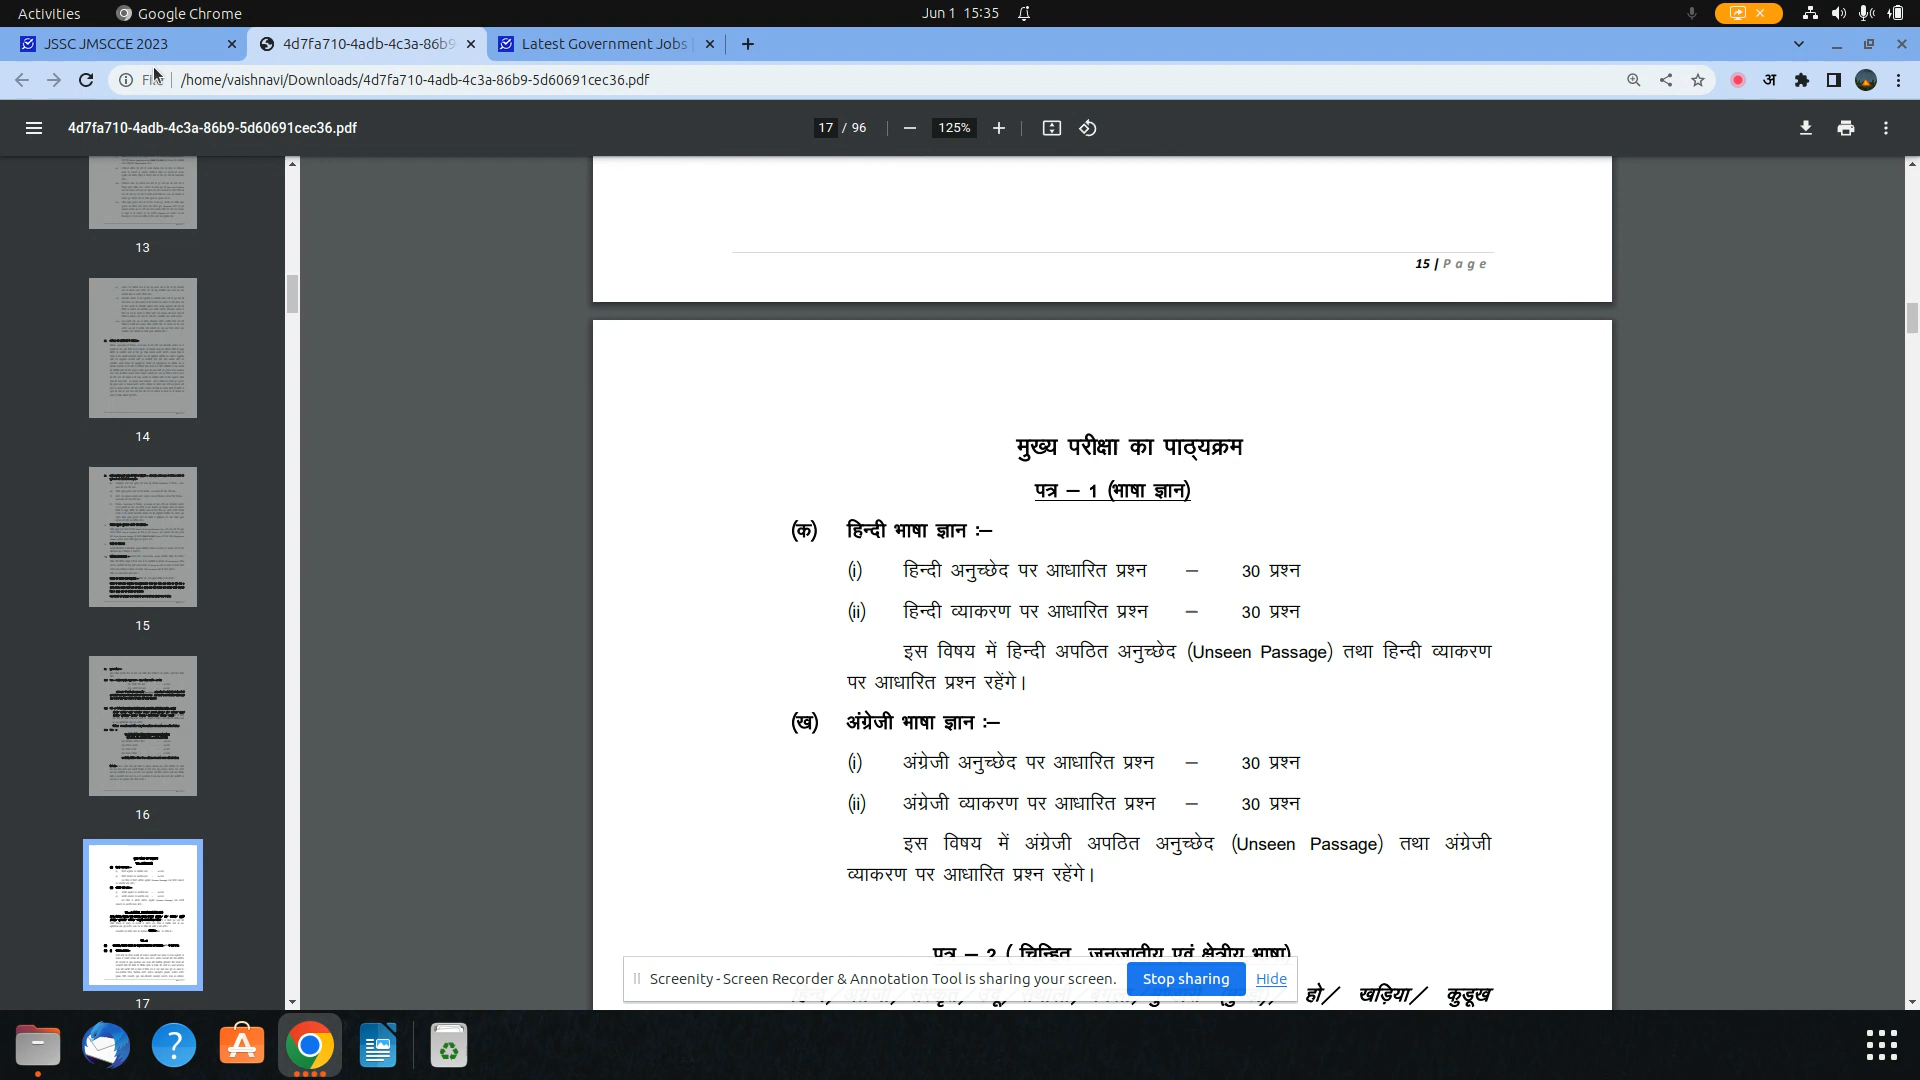 Activities
Google Chrome
Jun 1 15:35
JSSC JMSCCE 2023
4d7fa710-4adb-4c3a-86b9
Latest Government Jobs
/home/vaishnavi/Downloads/4d7fa710-4adb-4c3a-86b9-5d60691cec36.pdf
अ
4d7fa710-4adb-4c3a-86b9-5d60691cec36.pdf
17 / 96
125%
13
14
15
16
17
15 | Page
मुख्य परीक्षा का पाठ्यक्रम
पत्र – 1 (भाषा ज्ञान)
(क) हिन्दी भाषा ज्ञान :–
(i) हिन्दी अनुच्छेद पर आधारित प्रश्न – 30 प्रश्न
(ii) हिन्दी व्याकरण पर आधारित प्रश्न – 30 प्रश्न
इस विषय में हिन्दी अपठित अनुच्छेद (Unseen Passage) तथा हिन्दी व्याकरण
पर आधारित प्रश्न रहेंगे।
(ख) अंग्रेजी भाषा ज्ञान :–
(i) अंग्रेजी अनुच्छेद पर आधारित प्रश्न – 30 प्रश्न
(ii) अंग्रेजी व्याकरण पर आधारित प्रश्न – 30 प्रश्न
इस विषय में अंग्रेजी अपठित अनुच्छेद (Unseen Passage) तथा अंग्रेजी
व्याकरण पर आधारित प्रश्न रहेंगे।
पत्र – 2 ( चिन्हित जनजातीय एवं क्षेत्रीय भाषा)
हो/ खड़िया/ कुडूख
Screenity - Screen Recorder & Annotation Tool is sharing your screen.
Stop sharing
Hide